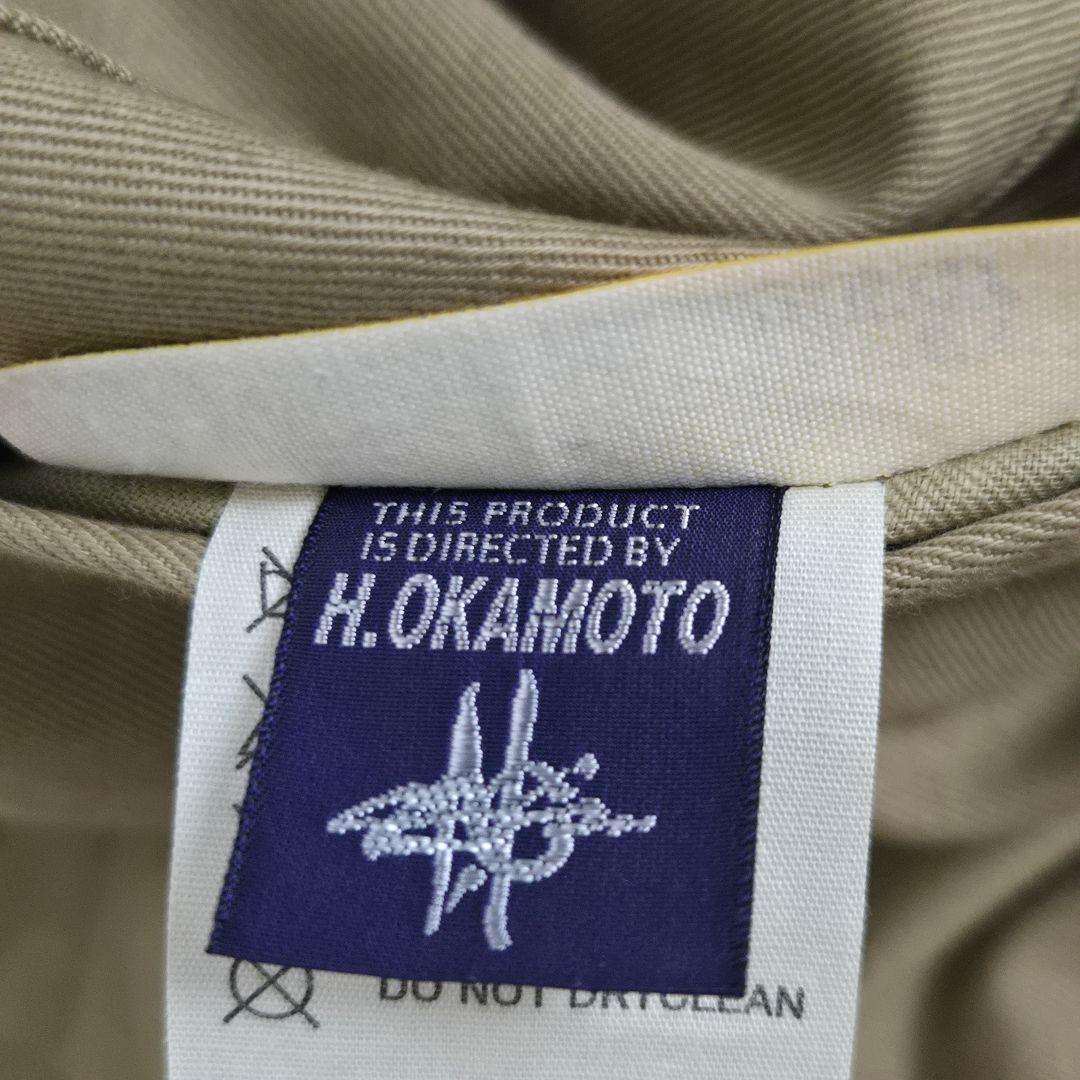 THIS PRODUCT
IS DIRECTED BY
H.OKAMOTO
DO NOT DRYCLEAN